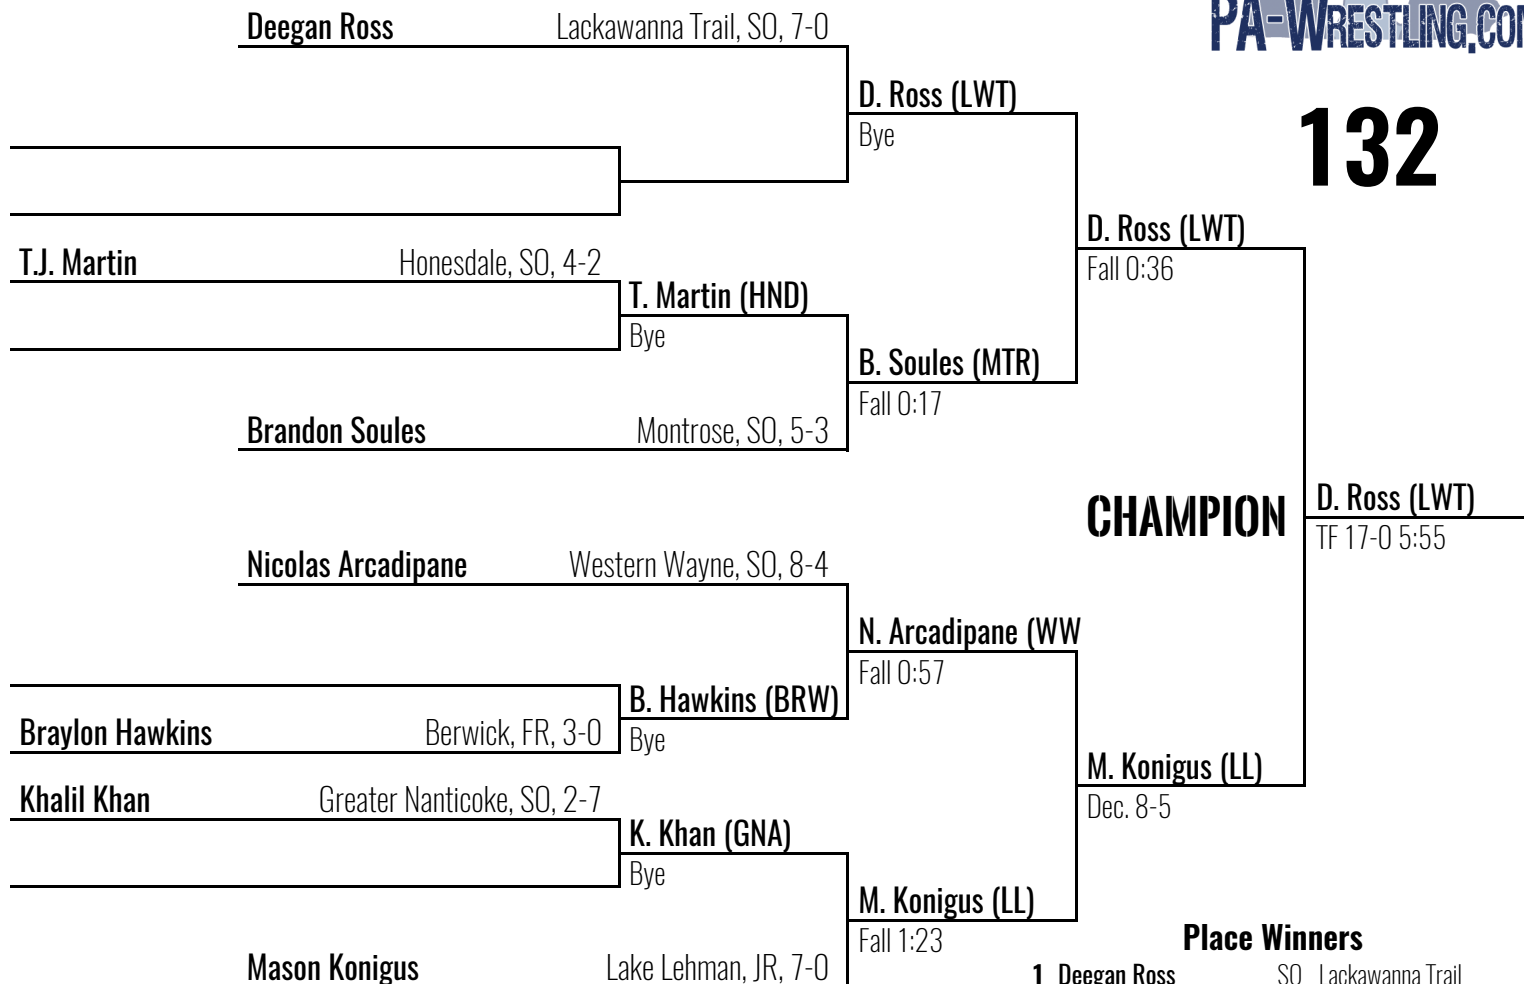 Deegan Ross Lackawanna Trail, SO, 7-0
PA-WRESTLING.COM
D. Ross (LWT)
Bye
132
D. Ross (LWT)
Fall 0:36
T.J. Martin Honesdale, SO, 4-2
T. Martin (HND)
Bye
B. Soules (MTR)
Fall 0:17
Brandon Soules Montrose, SO, 5-3
CHAMPION
D. Ross (LWT)
TF 17-0 5:55
Nicolas Arcadipane Western Wayne, SO, 8-4
N. Arcadipane (WW
Fall 0:57
B. Hawkins (BRW)
Bye
Braylon Hawkins Berwick, FR, 3-0
M. Konigus (LL)
Dec. 8-5
Khalil Khan Greater Nanticoke, SO, 2-7
K. Khan (GNA)
Bye
M. Konigus (LL)
Fall 1:23
Mason Konigus Lake Lehman, JR, 7-0
Place Winners
1 Deegan Ross SO Lackawanna Trail